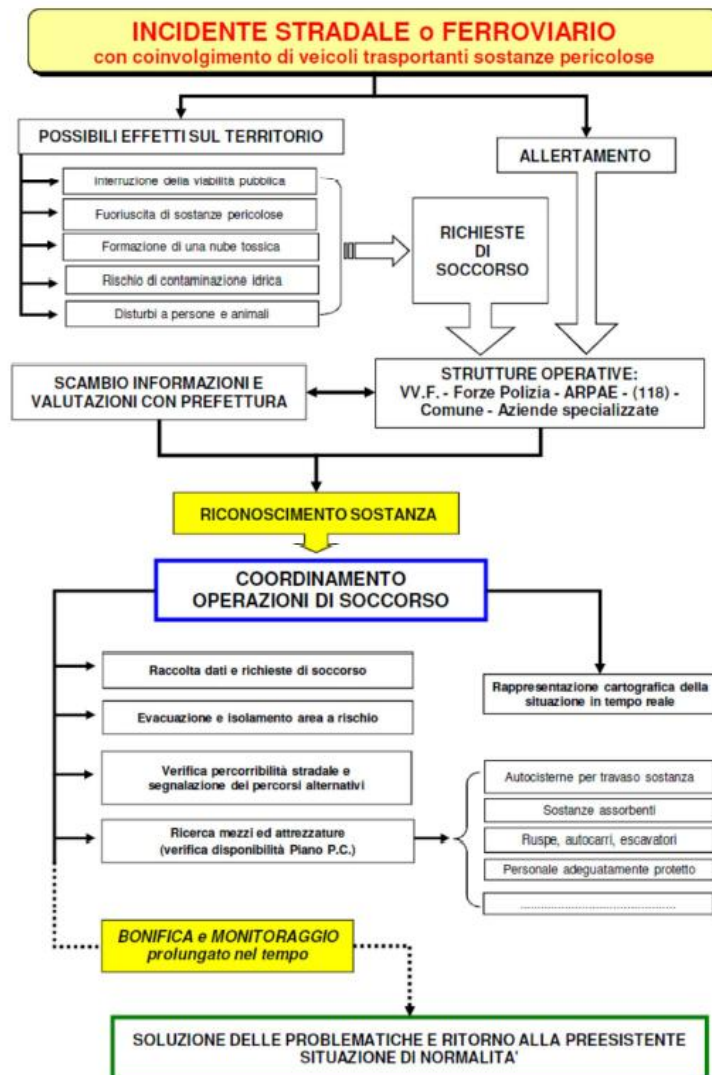 INCIDENTE STRADALE o FERROVIARIO
con coinvolgimento di veicoli trasportanti sostanze pericolose
POSSIBILI EFFETTI SUL TERRITORIO
ALLERTAMENTO
Interruzione della viabilità pubblica
Fuoriuscita di sostanze pericolose
Formazione di una nube tossica
Rischio di contaminazione idrica
Disturbi a persone e animali
RICHIESTE
DI
SOCCORSO
SCAMBIO INFORMAZIONI E
VALUTAZIONI CON PREFETTURA
STRUTTURE OPERATIVE:
VV.F. - Forze Polizia - ARPAE - (118) -
Comune - Aziende specializzate
RICONOSCIMENTO SOSTANZA
COORDINAMENTO
OPERAZIONI DI SOCCORSO
Raccolta dati e richieste di soccorso
Evacuazione e isolamento area a rischio
Verifica percorribilità stradale e
segnalazione dei percorsi alternativi
Ricerca mezzi ed attrezzature
(verifica disponibilità Piano P.C.)
Rappresentazione cartografica della
situazione in tempo reale
Autocisterne per travaso sostanza
Sostanze assorbenti
Ruspe, autocarri, escavatori
Personale adeguatamente protetto
......................................................
BONIFICA e MONITORAGGIO
prolungato nel tempo
SOLUZIONE DELLE PROBLEMATICHE E RITORNO ALLA PREESISTENTE
SITUAZIONE DI NORMALITA'